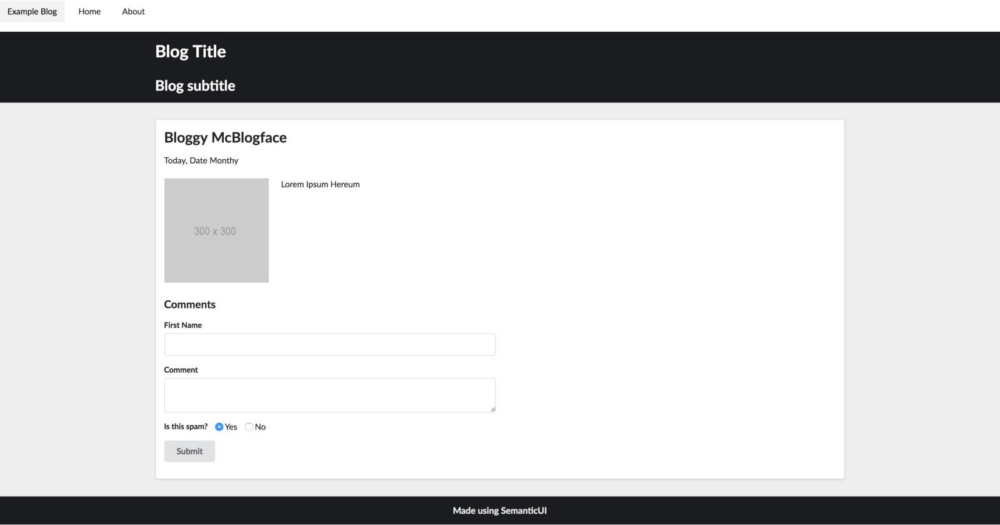 Example Blog Home About
Blog Title
Blog subtitle
Bloggy McBlogface
Today, Date Monthy
Lorem Ipsum Hereum
300 x 300
Comments
First Name
Comment
Is this spam? Yes No
Submit
Made using SemanticUI